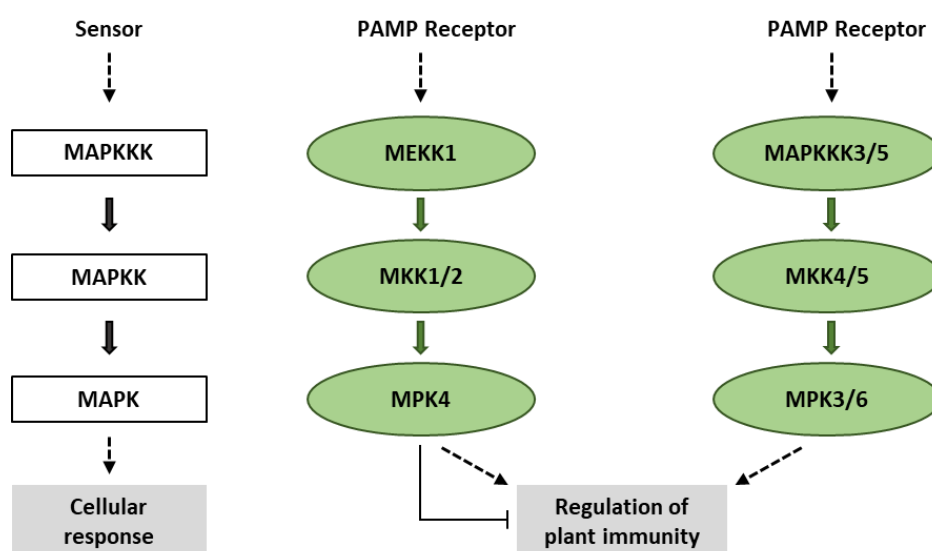 Sensor
PAMP Receptor
PAMP Receptor
MAPKKK
MEKK1
MAPKKK3/5
MAPKK
MKK1/2
MKK4/5
MAPK
MPK4
MPK3/6
Cellular
response
Regulation of
plant immunity